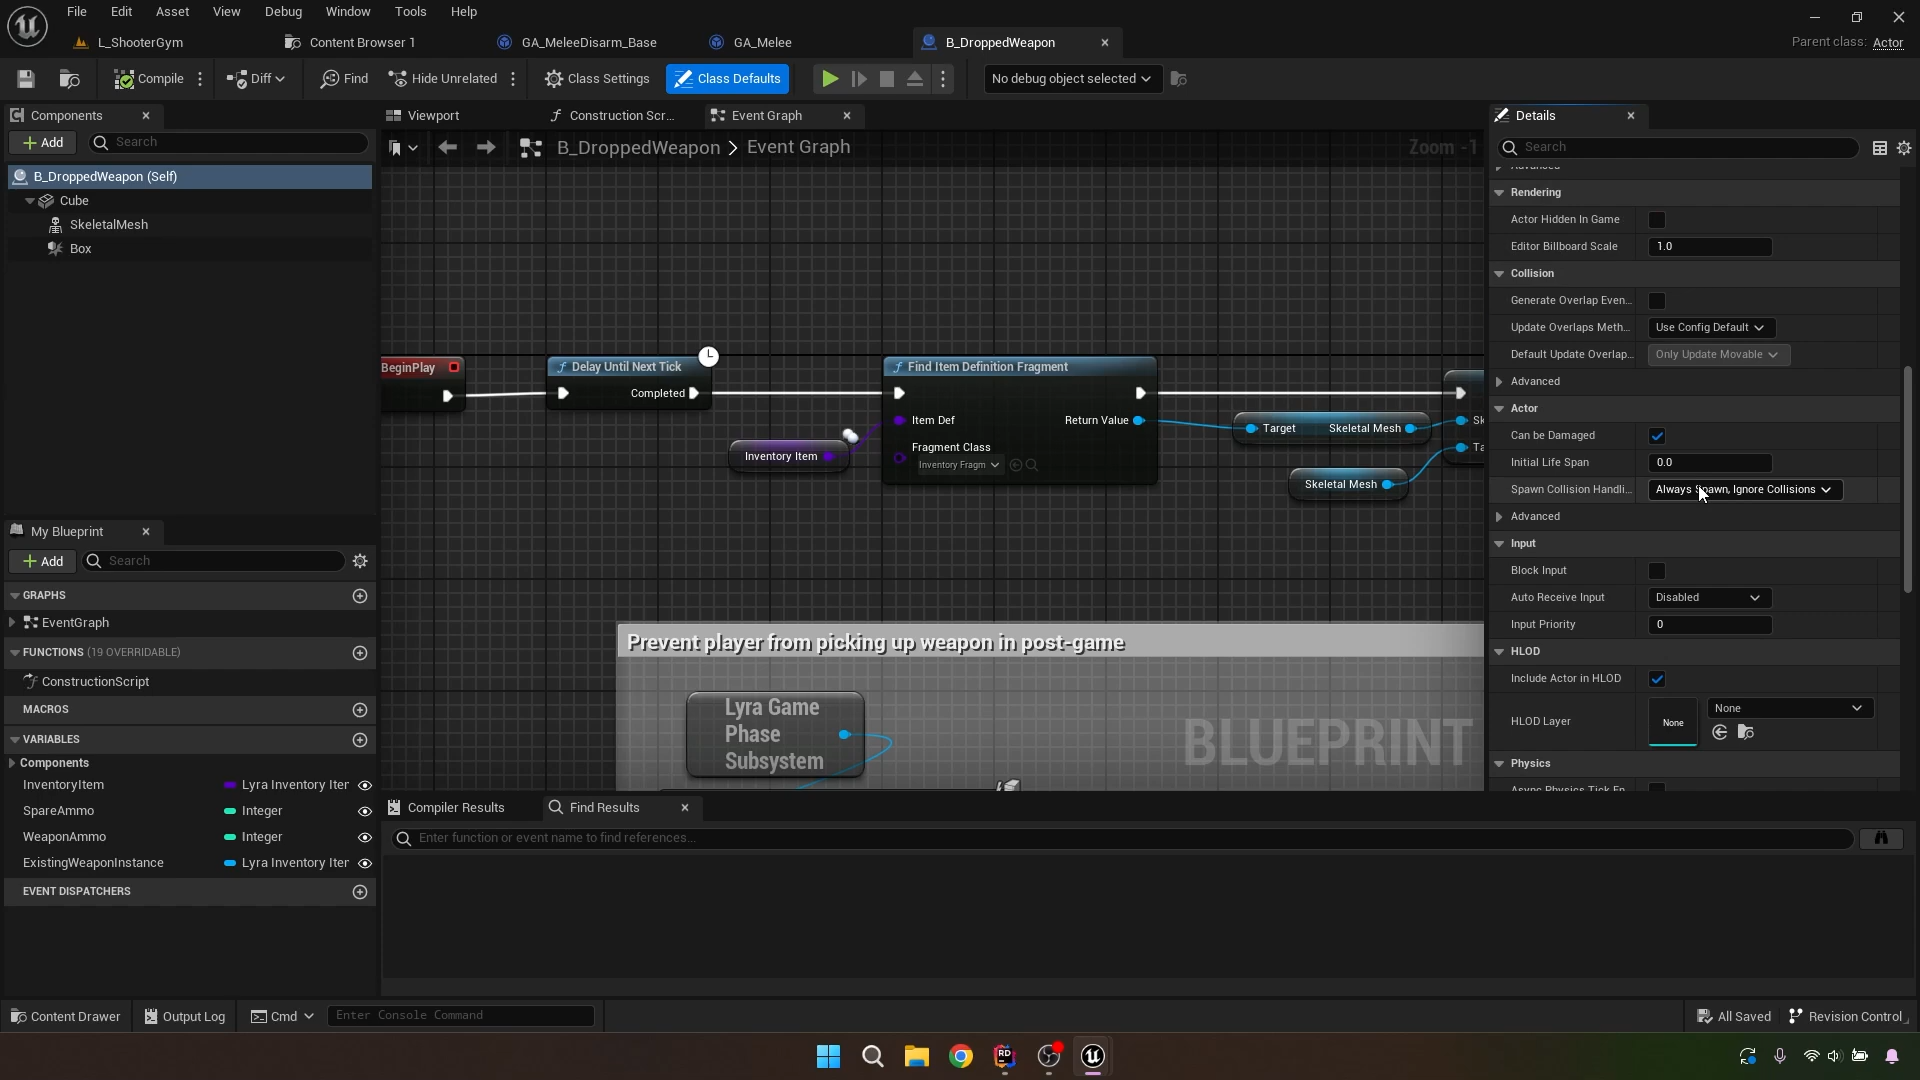 File
Edit
Asset
View
Debug
Window
Tools
Help
L_ShooterGym
Content Browser 1
GA_MeleeDisarm_Base
GA_Melee
B_DroppedWeapon
Parent class: Actor
Compile
Diff
Find
Hide Unrelated
Class Settings
Class Defaults
No debug object selected
Components
Add
Search
B_DroppedWeapon (Self)
Cube
SkeletalMesh
Box
Viewport
Construction Scr...
Event Graph
B_DroppedWeapon > Event Graph
Zoom -1
BeginPlay
Delay Until Next Tick
Completed
Inventory Item
Find Item Definition Fragment
Item Def
Return Value
Fragment Class
Inventory Fragm
Target
Skeletal Mesh
Skeletal Mesh
Sk
Ta
Prevent player from picking up weapon in post-game
Lyra Game
Phase
Subsystem
BLUEPRINT
My Blueprint
Add
Search
GRAPHS
EventGraph
FUNCTIONS (19 OVERRIDABLE)
ConstructionScript
MACROS
VARIABLES
Components
InventoryItem
Lyra Inventory Iter
SpareAmmo
Integer
WeaponAmmo
Integer
ExistingWeaponInstance
Lyra Inventory Iter
EVENT DISPATCHERS
Compiler Results
Find Results
Enter function or event name to find references...
Details
Search
Advanced
Rendering
Actor Hidden In Game
Editor Billboard Scale
1.0
Collision
Generate Overlap Even...
Update Overlaps Meth...
Use Config Default
Default Update Overlap...
Only Update Movable
Advanced
Actor
Can be Damaged
Initial Life Span
0.0
Spawn Collision Handli...
Always Spawn, Ignore Collisions
Advanced
Input
Block Input
Auto Receive Input
Disabled
Input Priority
0
HLOD
Include Actor in HLOD
HLOD Layer
None
None
Physics
Async Physics Tick En...
Content Drawer
Output Log
Cmd
Enter Console Command
All Saved
Revision Control
RD